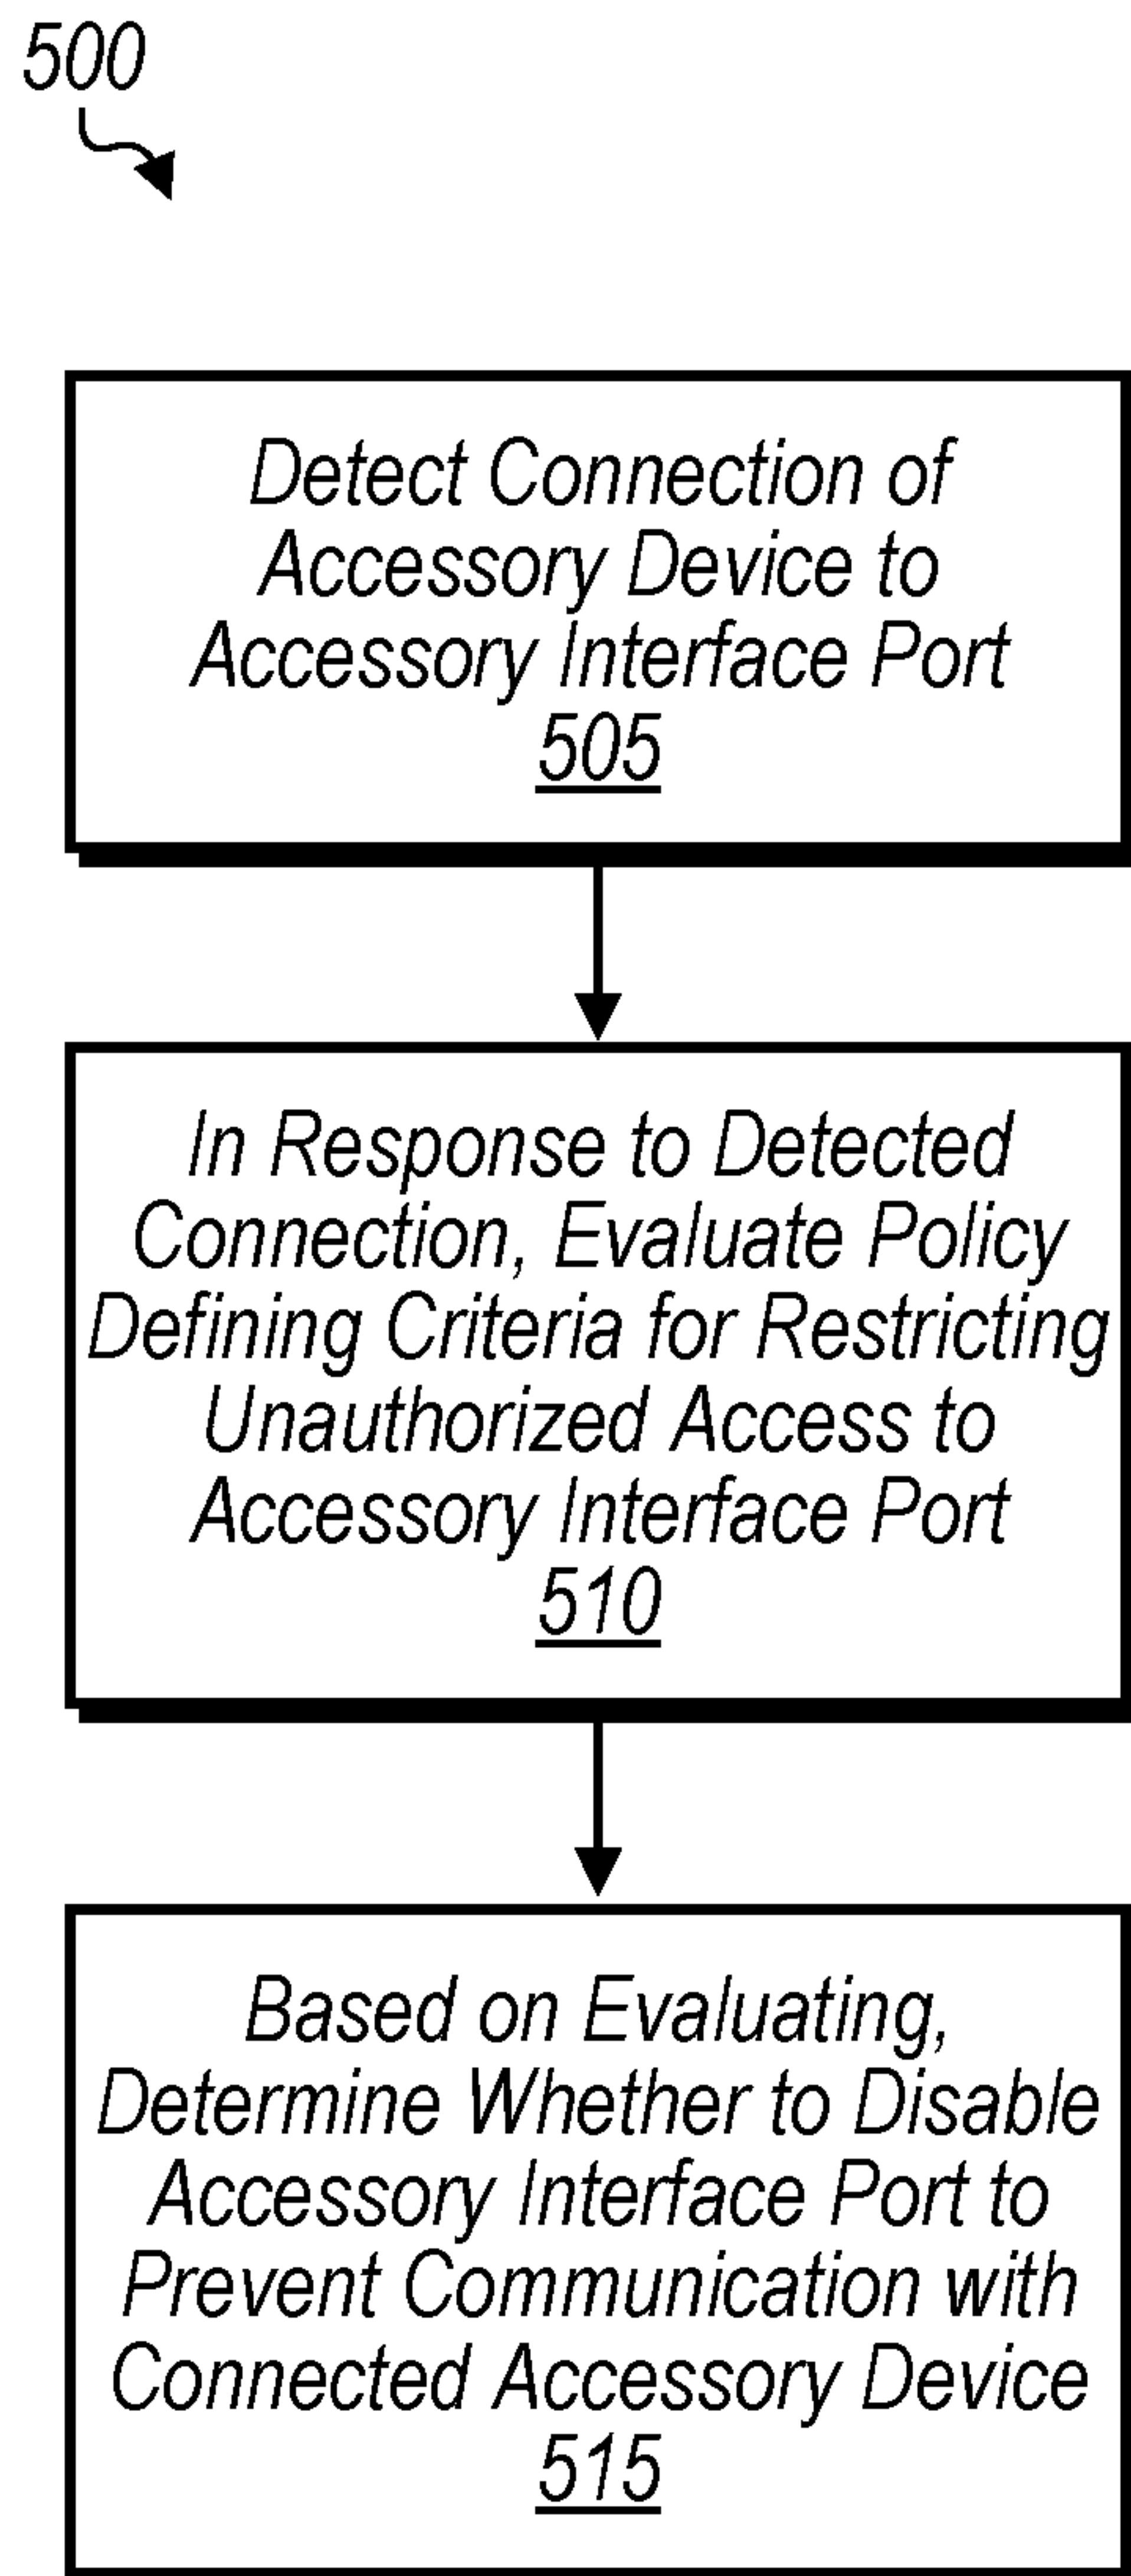 500
Detect Connection of
Accessory Device to
Accessory Interface Port
505
In Response to Detected
Connection, Evaluate Policy
Defining Criteria for Restricting
Unauthorized Access to
Accessory Interface Port
510
Based on Evaluating,
Determine Whether to Disable
Accessory Interface Port to
Prevent Communication with
Connected Accessory Device
515